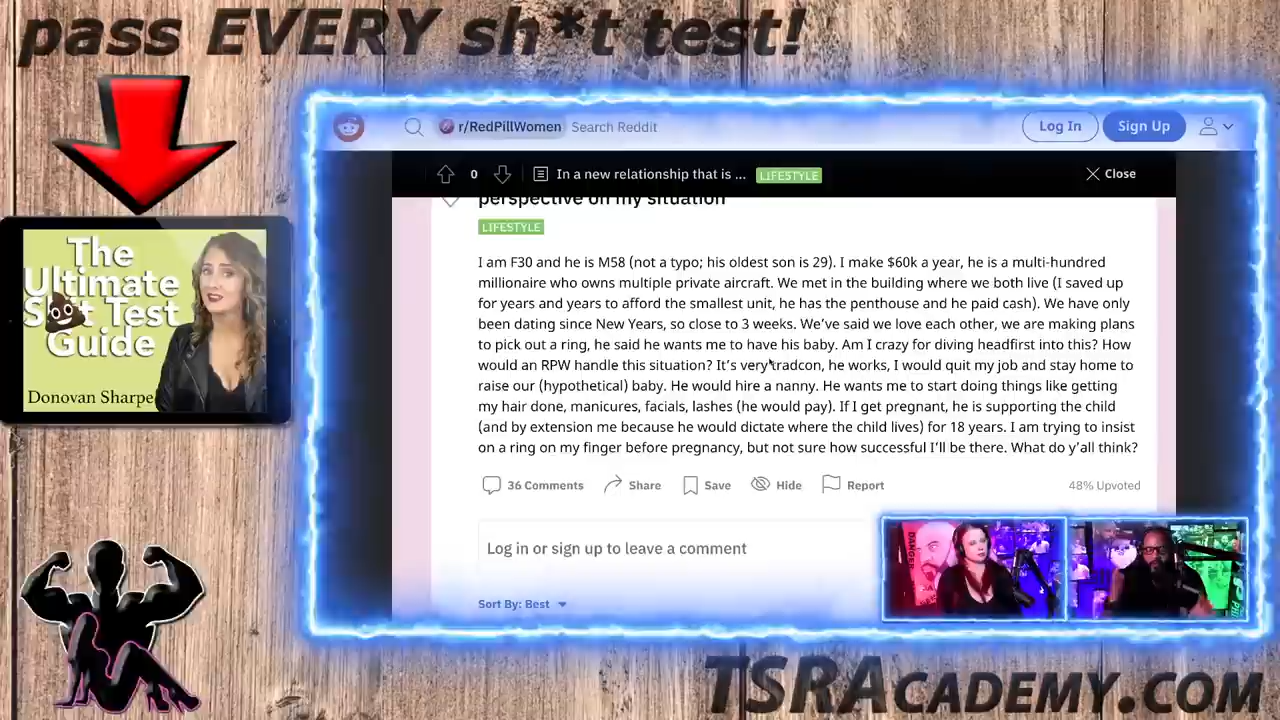 pass EVERY sh*t test!
r/RedPillWomen Search Reddit
Log In
Sign Up
0
In a new relationship that is ...
LIFESTYLE
Close
perspective on my situation
LIFESTYLE
I am F30 and he is M58 (not a typo; his oldest son is 29). I make $60k a year, he is a multi-hundred
millionaire who owns multiple private aircraft. We met in the building where we both live (I saved up
for years and years to afford the smallest unit, he has the penthouse and he paid cash). We have only
been dating since New Years, so close to 3 weeks. We've said we love each other, we are making plans
to pick out a ring, he said he wants me to have his baby. Am I crazy for diving headfirst into this? How
would an RPW handle this situation? It's very tradcon, he works, I would quit my job and stay home to
raise our (hypothetical) baby. He would hire a nanny. He wants me to start doing things like getting
my hair done, manicures, facials, lashes (he would pay). If I get pregnant, he is supporting the child
(and by extension me because he would dictate where the child lives) for 18 years. I am trying to insist
on a ring on my finger before pregnancy, but not sure how successful I'll be there. What do y'all think?
36 Comments
Share
Save
Hide
Report
48% Upvoted
Log in or sign up to leave a comment
Sort By: Best
The
Ultimate
Sh💩t Test
Guide
Donovan Sharpe
DANGER
TSRACADEMY.COM